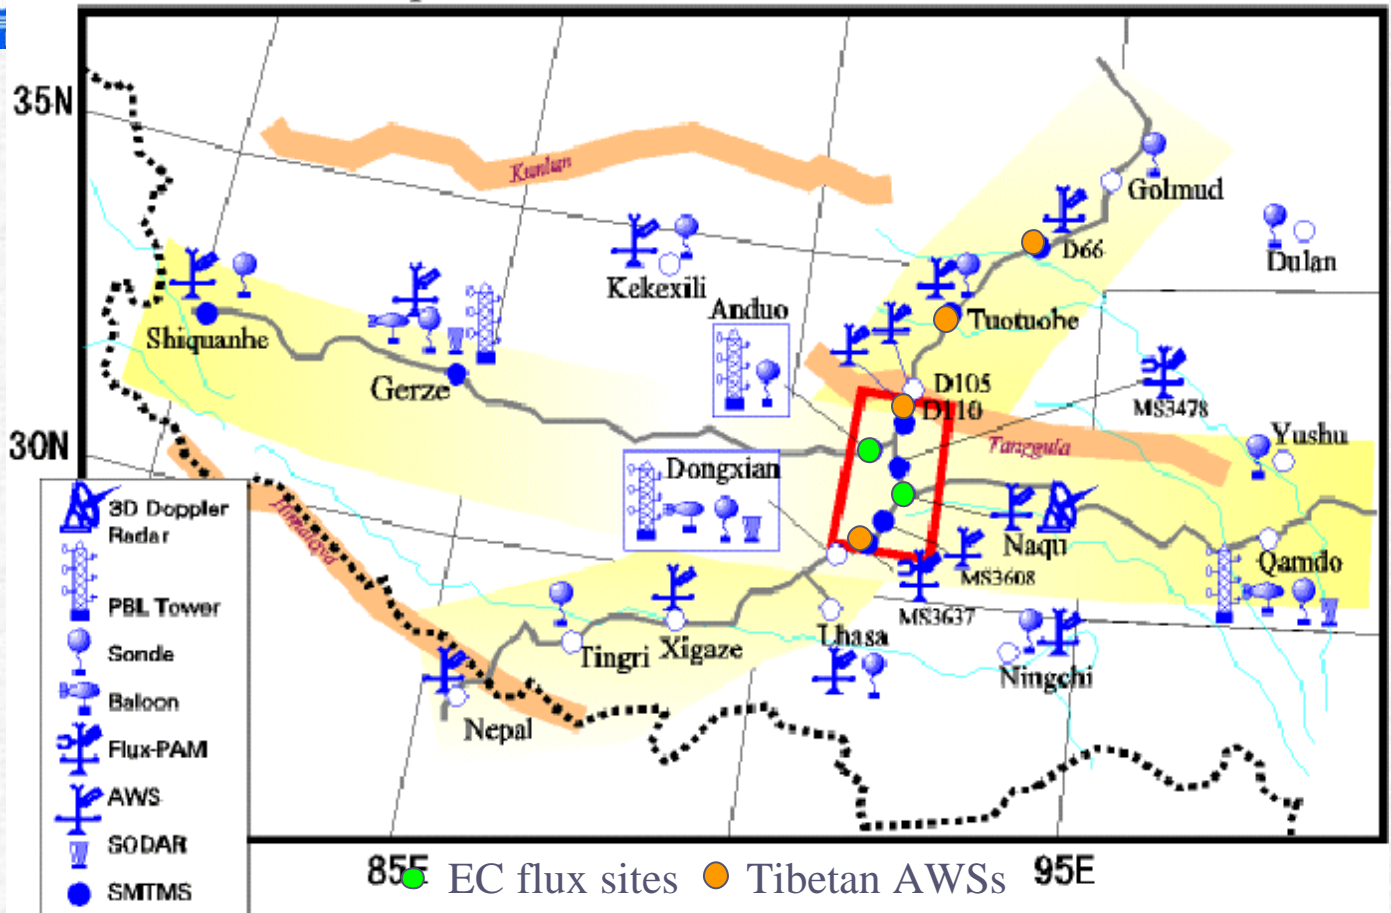 35N
Kunlun
Golmud
D66
Dulan
Kekexili
Anduo
Tuotuohe
Shiquanhe
Gerze
D105
D110
MS3478
30N
Tanggula
Yushu
Dongxian
Himalaya
Naqu
MS3608
Qamdo
MS3637
Lhasa
Tingri
Xigaze
Ningchi
Nepal
3D Doppler
Radar
PBL Tower
Sonde
Baloon
Flux-PAM
AWS
SODAR
SMTMS
85E
95E
EC flux sites
Tibetan AWSs